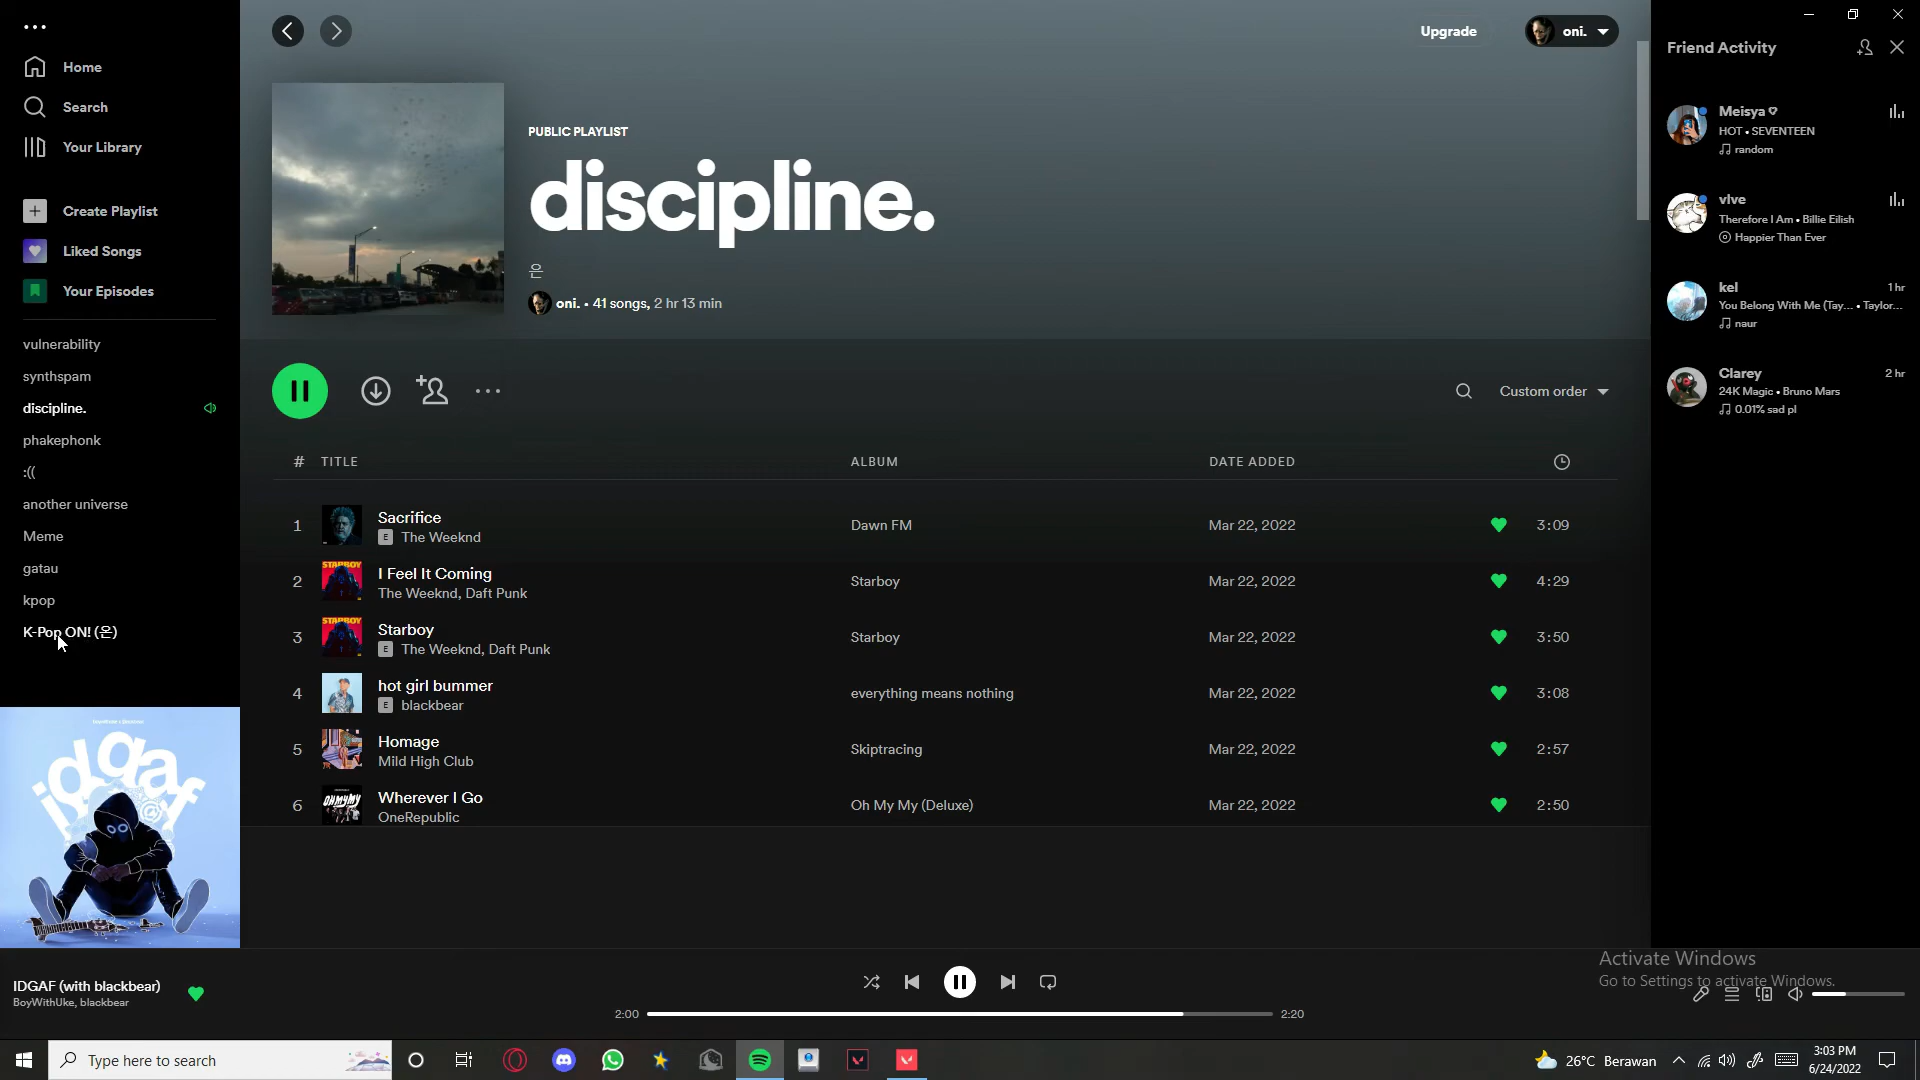 Home
Search
Your Library
Create Playlist
Liked Songs
Your Episodes
vulnerability
synthspam
discipline.
phakephonk
:((
another universe
Meme
gatau
kpop
K-Pop ON! (온)
idgaf
IDGAF (with blackbear)
BoyWithUke, blackbear
Upgrade
oni.
PUBLIC PLAYLIST
discipline.
은
oni. • 41 songs, 2 hr 13 min
Custom order
# TITLE ALBUM DATE ADDED
1 Sacrifice Dawn FM Mar 22, 2022 3:09
E The Weeknd
2 I Feel It Coming Starboy Mar 22, 2022 4:29
The Weeknd, Daft Punk
STARBOY
3 Starboy Starboy Mar 22, 2022 3:50
E The Weeknd, Daft Punk
STARBOY
4 hot girl bummer everything means nothing Mar 22, 2022 3:08
E blackbear
5 Homage Skiptracing Mar 22, 2022 2:57
Mild High Club
6 Wherever I Go Oh My My (Deluxe) Mar 22, 2022 2:50
OneRepublic
OH MY MY
Friend Activity
Meisya
HOT • SEVENTEEN
random
vlve
Therefore I Am • Billie Eilish
Happier Than Ever
kel 1 hr
You Belong With Me (Tay... • Taylor...
naur
Clarey 2 hr
24K Magic • Bruno Mars
0.01% sad pl
2:00 2:20
Activate Windows
Go to Settings to activate Windows.
Type here to search
26°C Berawan
3:03 PM
6/24/2022